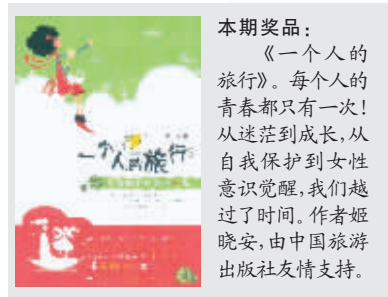 本期奖品：
《一个人的
旅行》。每个人的
青春都只有一次！
从迷茫到成长，从
自我保护到女性
意识觉醒，我们越
过了时间。作者姬
晓安，由中国旅游
出版社友情支持。
一个人的旅行